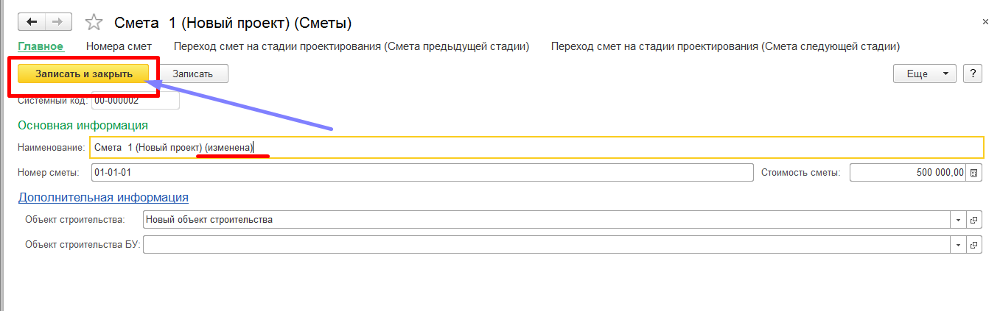 Смета 1 (Новый проект) (Сметы)
Главное Номера смет Переход смет на стадии проектирования (Смета предыдущей стадии) Переход смет на стадии проектирования (Смета следующей стадии)
Записать и закрыть Записать Еще ?
Системный код: 00-000002
Основная информация
Наименование: Смета 1 (Новый проект) (изменена)
Номер сметы: 01-01-01 Стоимость сметы: 500 000,00
Дополнительная информация
Объект строительства: Новый объект строительства
Объект строительства БУ: